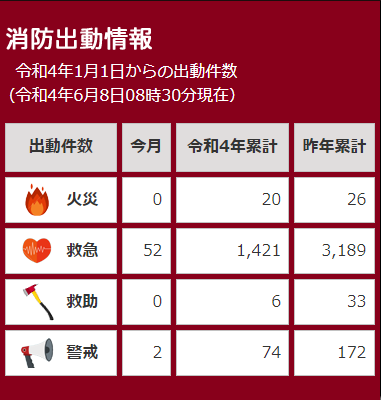 消防出動情報
令和4年1月1日からの出動件数
(令和4年6月8日08時30分現在)
出動件数 今月 令和4年累計 昨年累計
火災 0 20 26
救急 52 1,421 3,189
救助 0 6 33
警戒 2 74 172